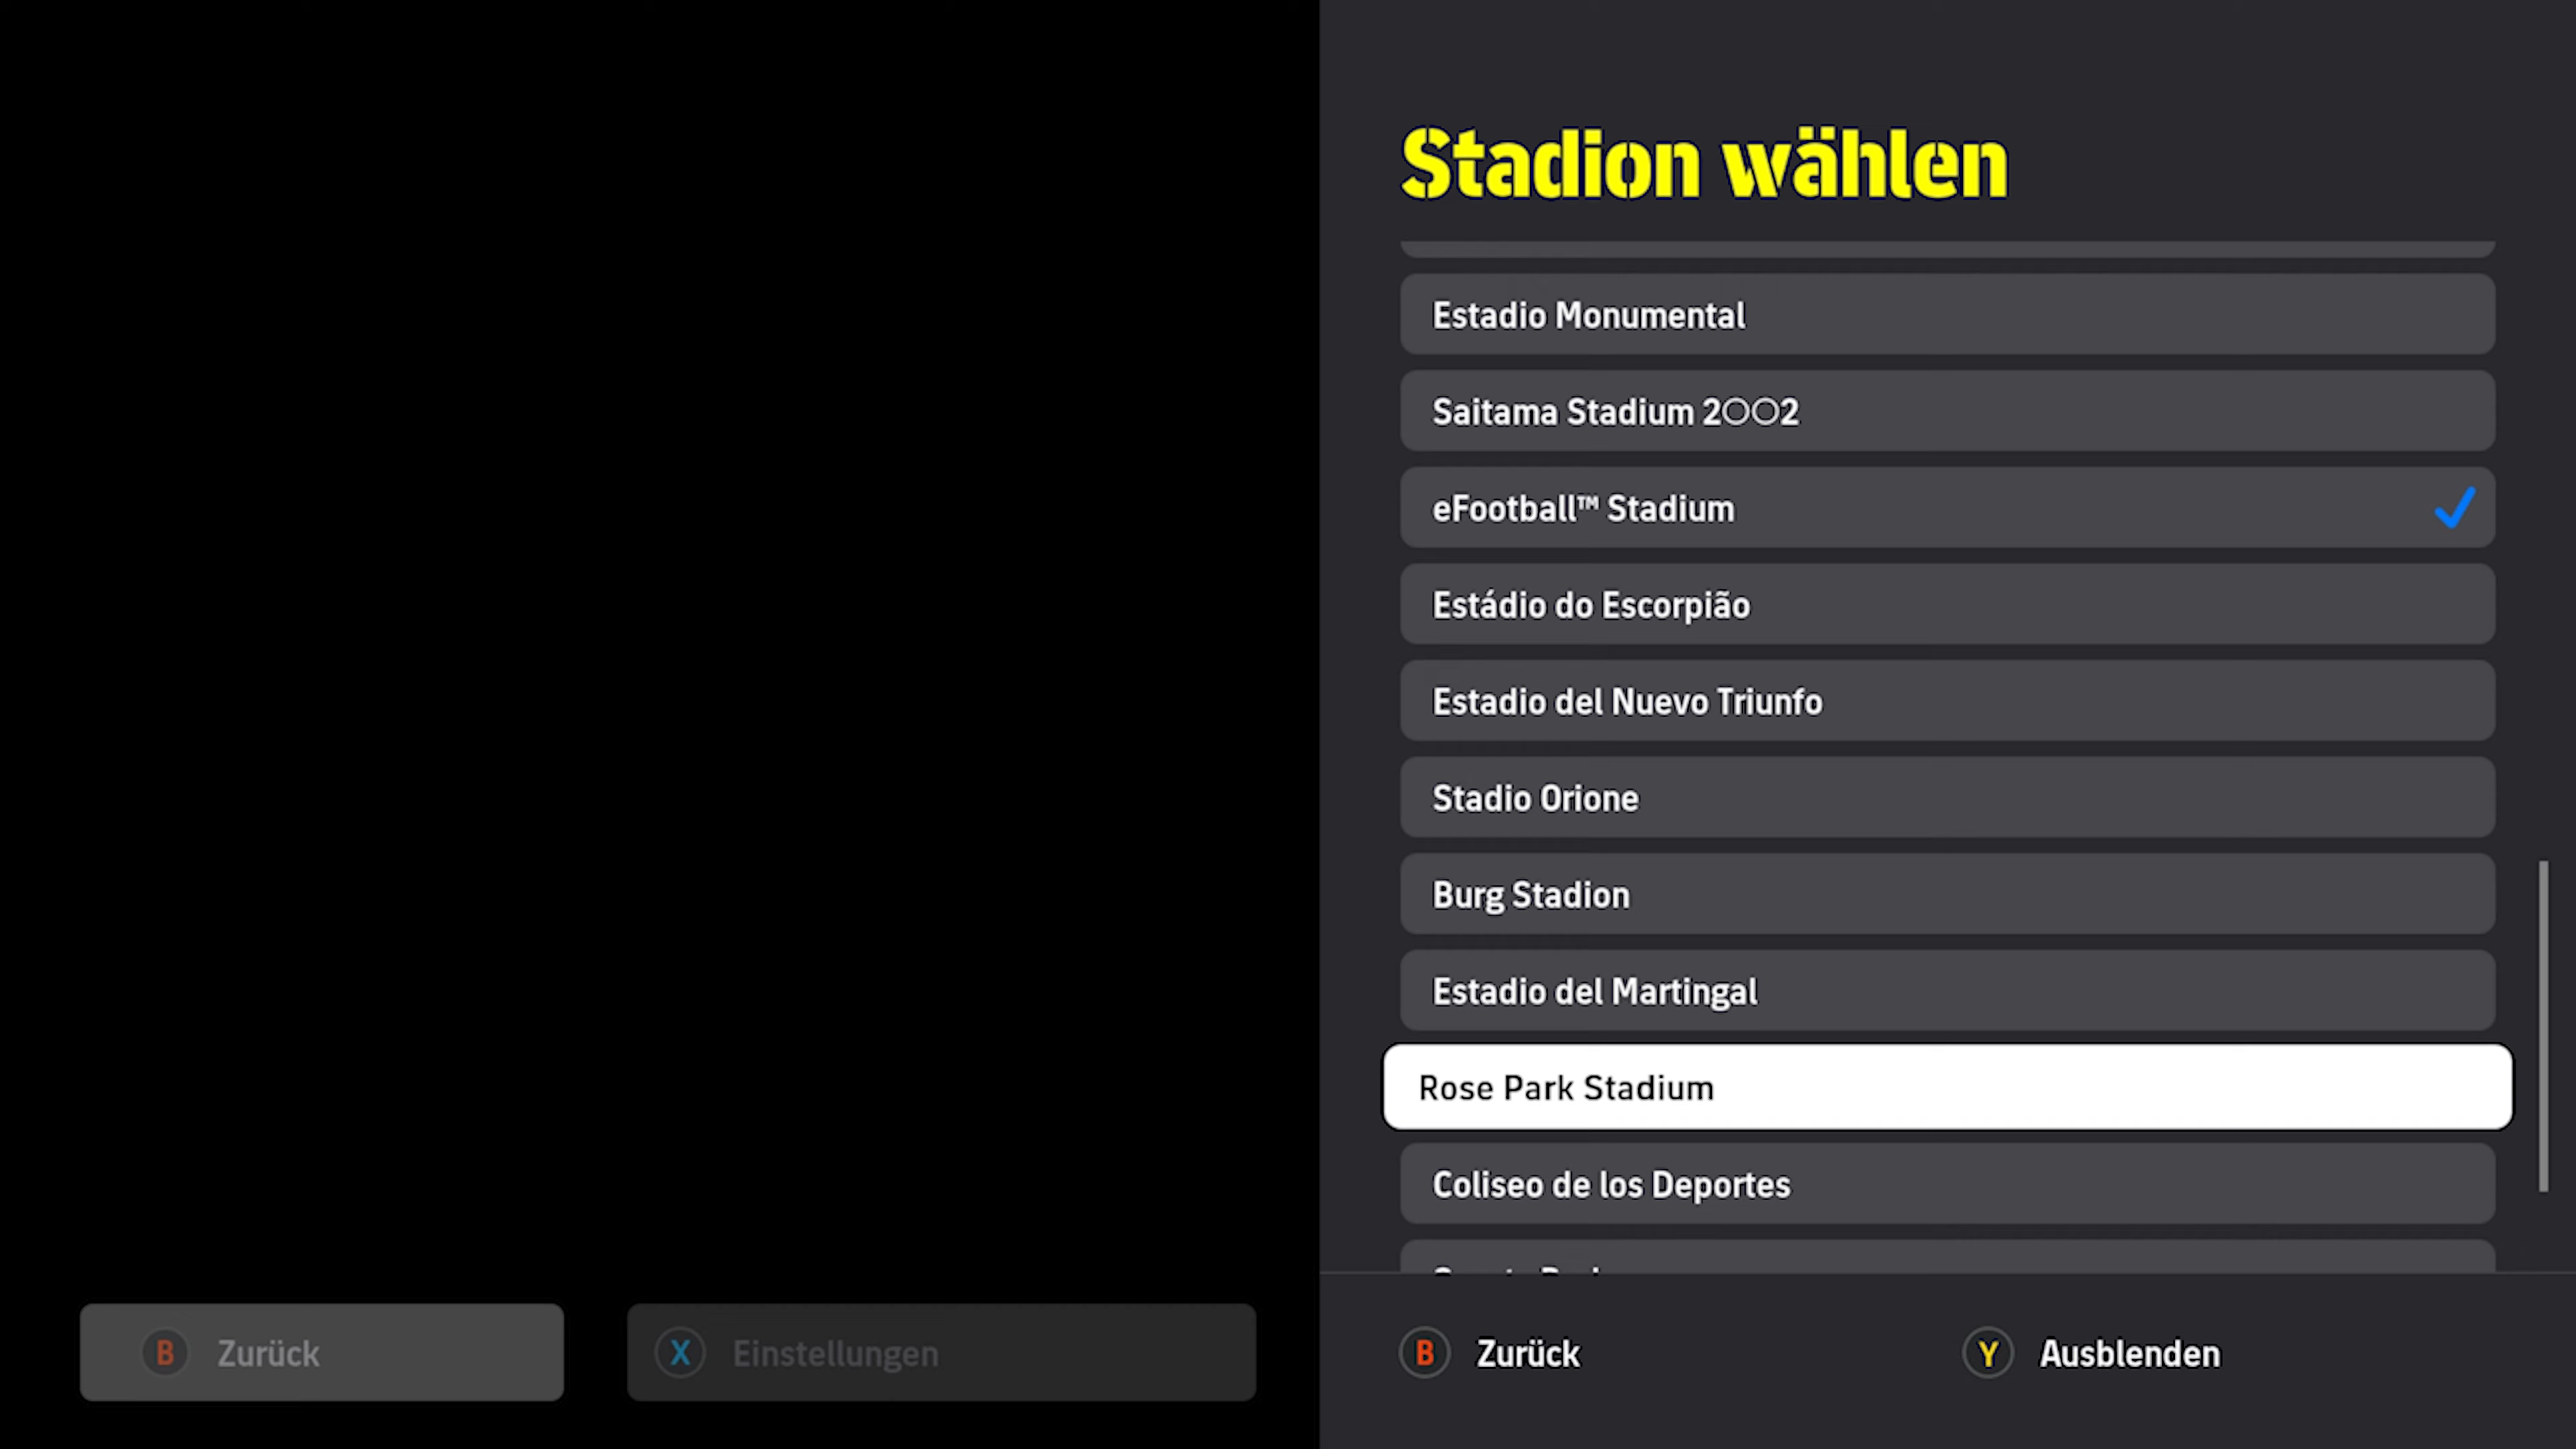 Stadion wählen
Estadio Monumental
Saitama Stadium 2○○2
eFootball™ Stadium
Estádio do Escorpião
Estadio del Nuevo Triunfo
Stadio Orione
Burg Stadion
Estadio del Martingal
Rose Park Stadium
Coliseo de los Deportes
B Zurück
X Einstellungen
B Zurück
Y Ausblenden